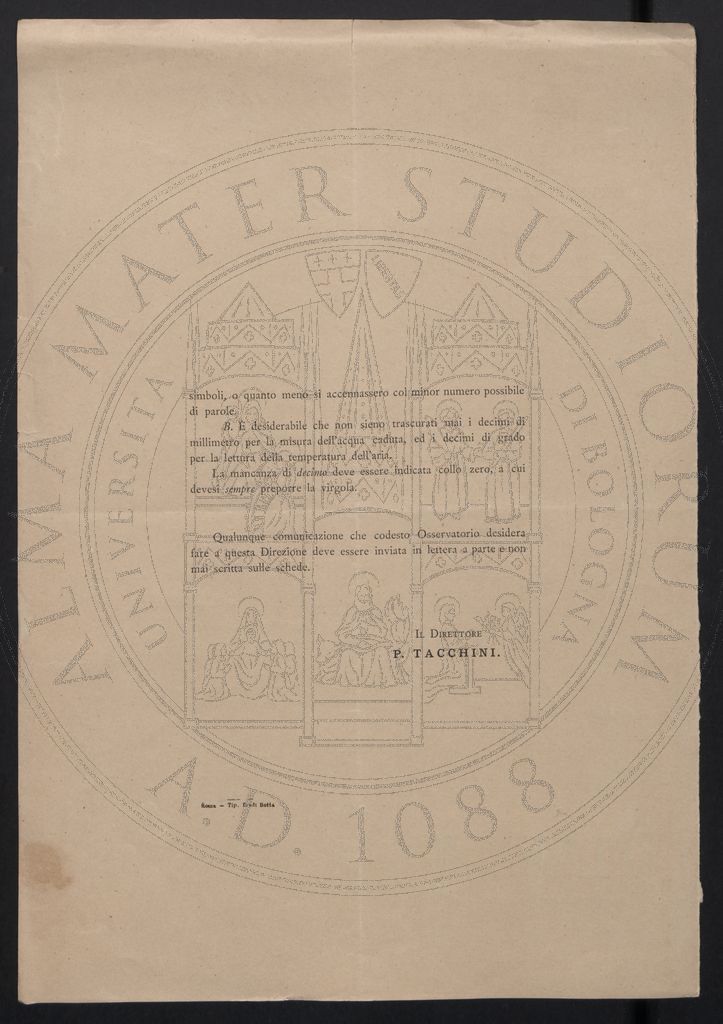 ALMA MATER STUDIORUM
UNIVERSITA DI BOLOGNA
simboli, o quanto meno si accennassero col minor numero possibile
di parole.
B. È desiderabile che non sieno trascurati mai i decimi di
millimetro per la misura dell'acqua caduta, ed i decimi di grado
per la lettura della temperatura dell'aria.
La mancanza di decimo deve essere indicata collo zero, a cui
devesi sempre preporre la virgola.
Qualunque comunicazione che codesto Osservatorio desidera
fare a questa Direzione deve essere inviata in lettera a parte e non
mai scritta sulle schede.
IL DIRETTORE
P. TACCHINI.
Roma – Tip. Eredi Botta
A.D. 1088